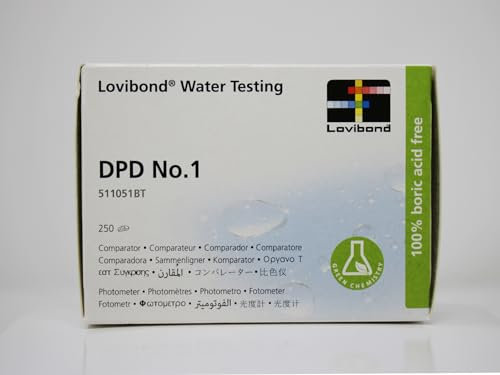 Lovibond® Water Testing
Lovibond
DPD No.1
511051BT
250
Comparator • Comparateur • Comparador • Comparatore
Comparadora • Sammenligner • Komparator • Οργανο Τ
εστ Συγκρισης • المقارن • コンパレーター • 比色仪
Photometer • Photomètres • Photometro • Fotometer
Fotometr • Φωτομετρο • الفوتوميتر • 光度計 • 光度计
GREEN CHEMISTRY
100% boric acid free